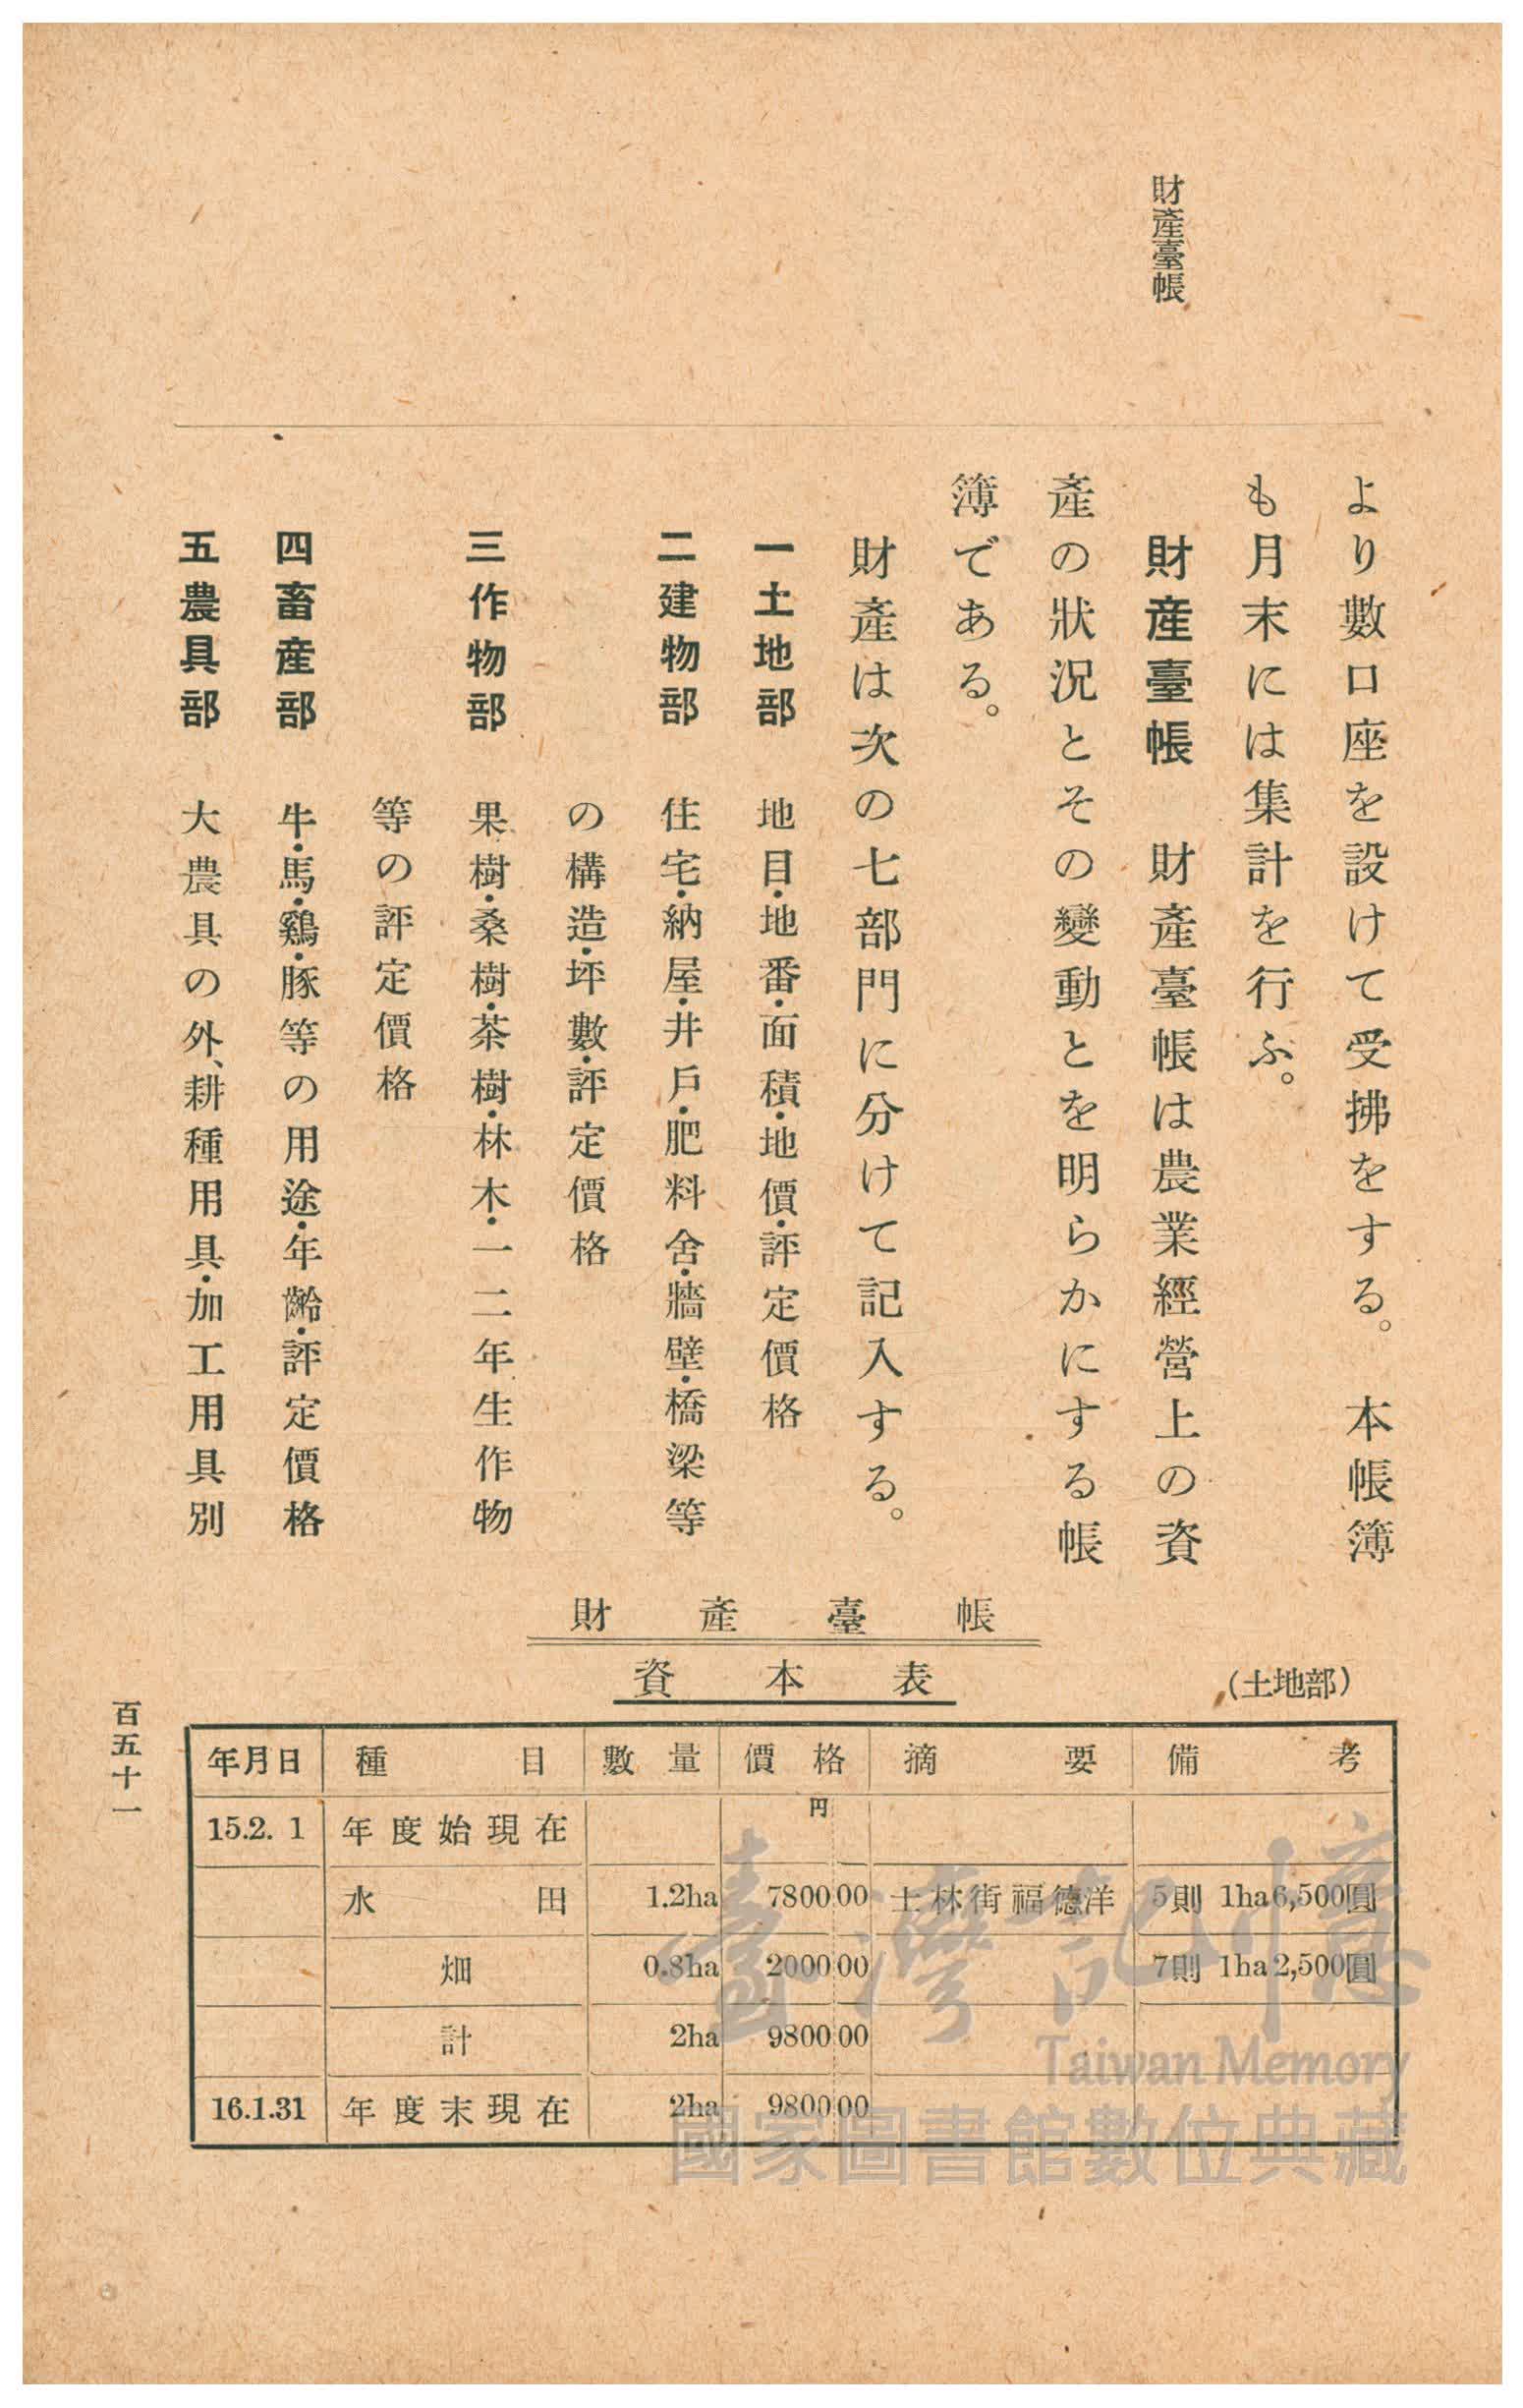 財產臺帳
より數口座を設けて受拂をする。　本帳簿
も月末には集計を行ふ。
財產臺帳　財產臺帳は農業經營上の資
產の狀況とその變動とを明らかにする帳
簿である。
財產は次の七部門に分けて記入する。
一土地部　地目・地番・面積・地價・評定價格
二建物部　住宅・納屋・井戶・肥料舍・牆壁・橋梁等
の構造・坪數・評定價格
三作物部　果樹・桑樹・茶樹・林木・一二年生作物
等の評定價格
四畜產部　牛・馬・鷄・豚等の用途・年齡・評定價格
五農具部　大農具の外、耕種用具・加工用具別
財產臺帳
資本表　（土地部）
年月日　種目　數量　價格　摘要　備考
15.2. 1　年度始現在　円
水田　1.2ha　7800 00　士林街福德洋　5則 1ha 6,500圓
畑　0.8ha　2000 00　7則 1ha 2,500圓
計　2ha　9800 00
16.1.31　年度末現在　2ha　9800 00
百五十一
臺灣記憶
Taiwan Memory
國家圖書館數位典藏